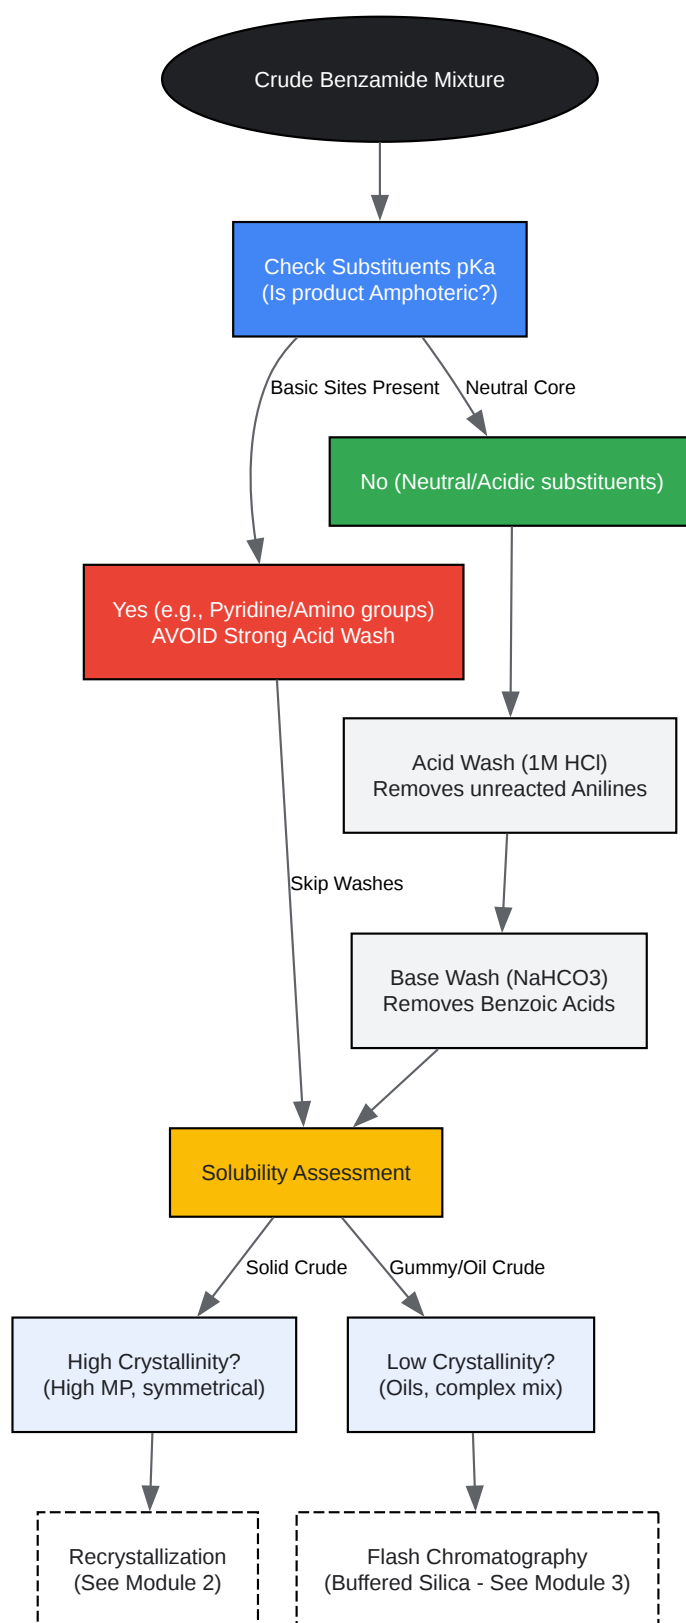 Crude Benzamide Mixture
Check Substituents pKa
(Is product Amphoteric?)
Basic Sites Present
Neutral Core
No (Neutral/Acidic substituents)
Yes (e.g., Pyridine/Amino groups)
AVOID Strong Acid Wash
Acid Wash (1M HCl)
Removes unreacted Anilines
Skip Washes
Base Wash (NaHCO3)
Removes Benzoic Acids
Solubility Assessment
Solid Crude
Gummy/Oil Crude
High Crystallinity?
(High MP, symmetrical)
Low Crystallinity?
(Oils, complex mix)
Recrystallization
(See Module 2)
Flash Chromatography
(Buffered Silica - See Module 3)